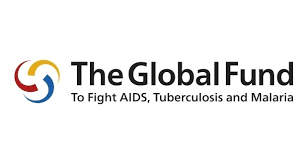 The Global Fund
To Fight AIDS, Tuberculosis and Malaria